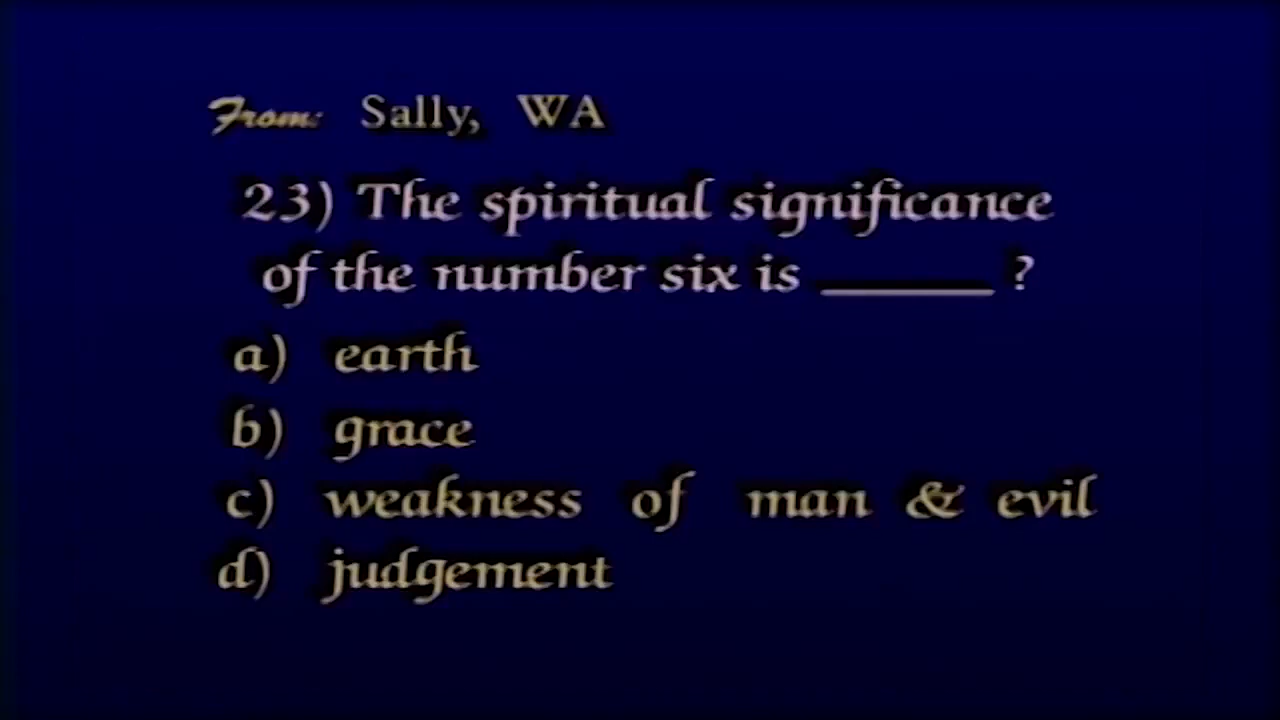 From: Sally, WA
23) The spiritual significance
of the number six is ______ ?
a) earth
b) grace
c) weakness of man & evil
d) judgement